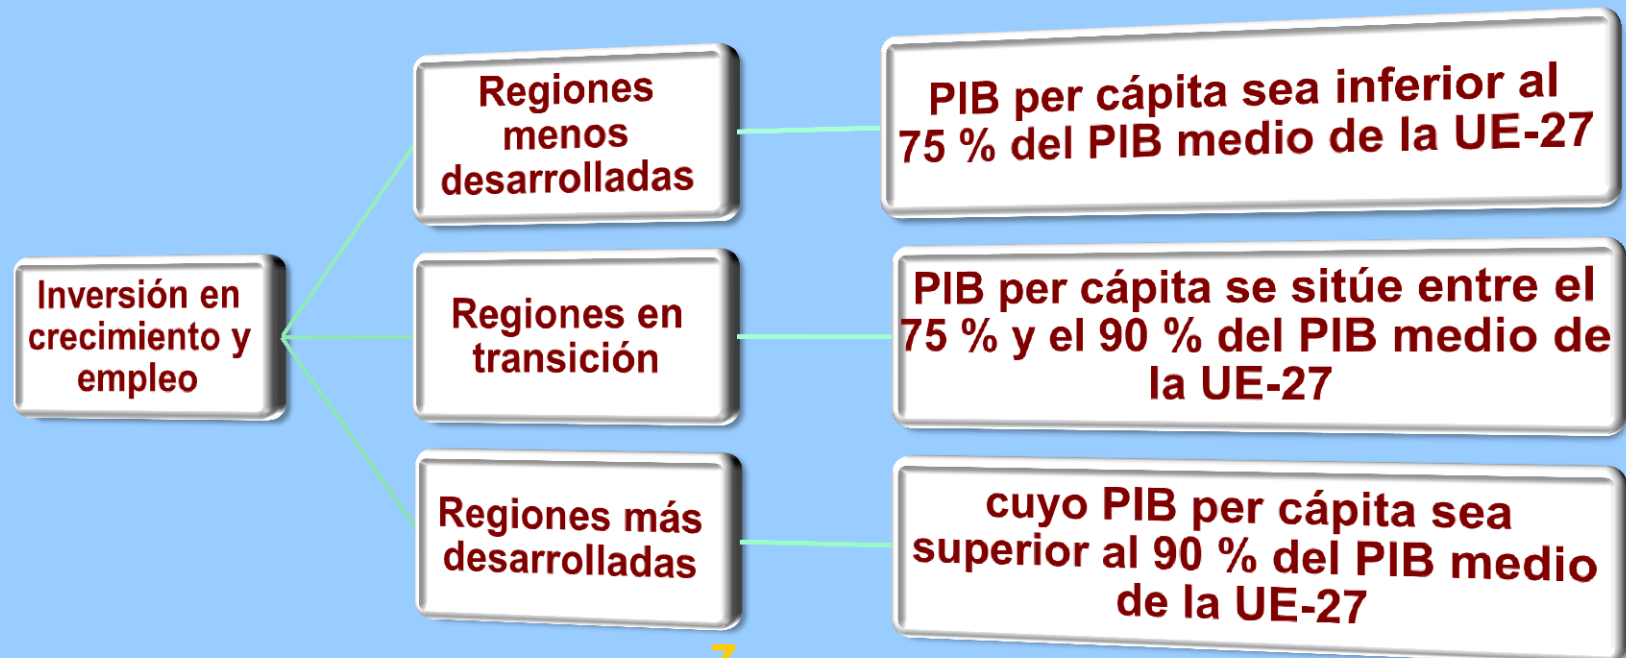 Inversión en
crecimiento y
empleo
Regiones
menos
desarrolladas
PIB per cápita sea inferior al
75 % del PIB medio de la UE-27
Regiones en
transición
PIB per cápita se sitúe entre el
75 % y el 90 % del PIB medio de
la UE-27
Regiones más
desarrolladas
cuyo PIB per cápita sea
superior al 90 % del PIB medio
de la UE-27